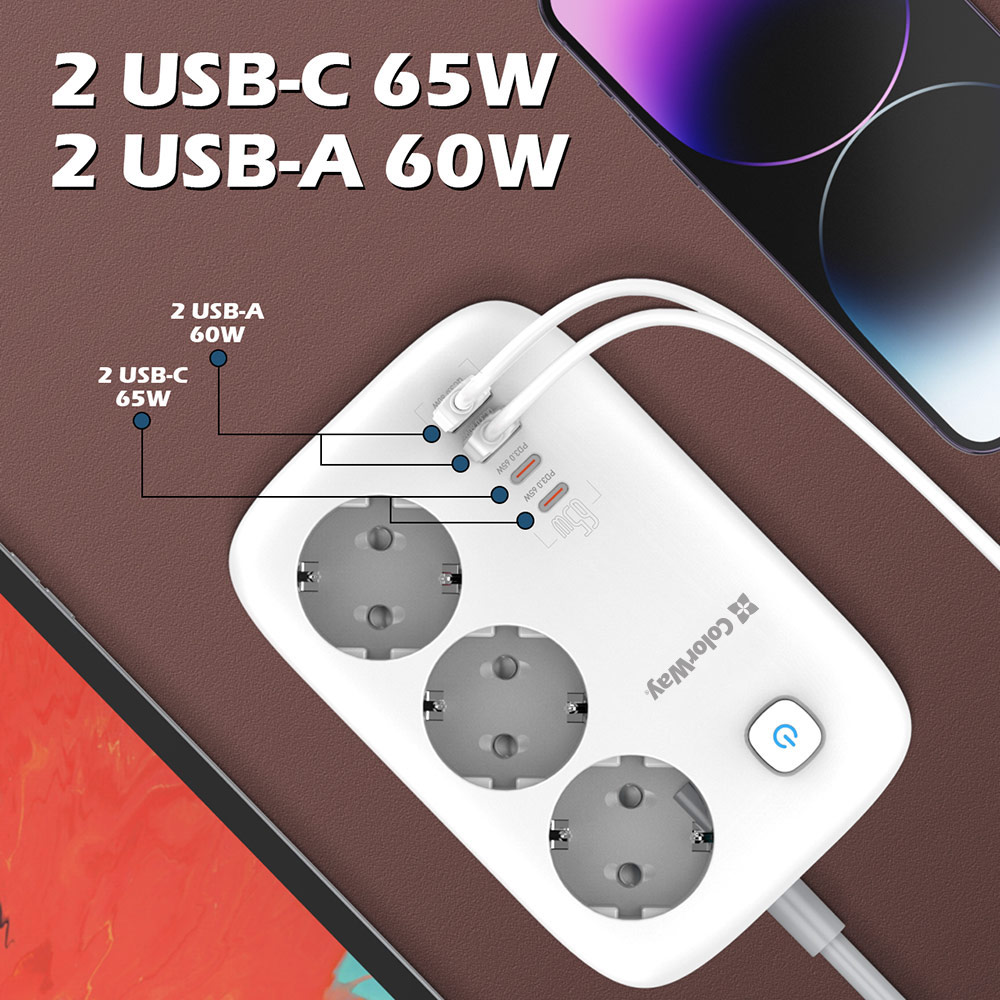 2 USB-C 65W
2 USB-A 60W
2 USB-A
60W
2 USB-C
65W
PD3.0 65W
PD3.0 65W
65W
ColorWay